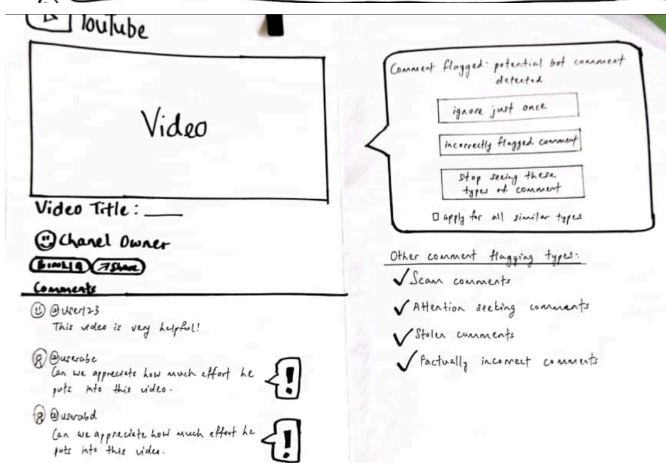 YouTube
Video
Video Title: ___
Chanel Owner
Share
Comments
@user123
This video is very helpful!
@userabc
Can we appreciate how much effort he
puts into this video.
!
@userabd
Can we appreciate how much effort he
puts into this video.
!
Comment flagged: potential bot comment
detected
ignore just once
incorrectly flagged comment
Stop seeing these
types of comment
apply for all similar types
Other comment flagging types:
Scam comments
Attention seeking comments
Stolen comments
Factually incorrect comments